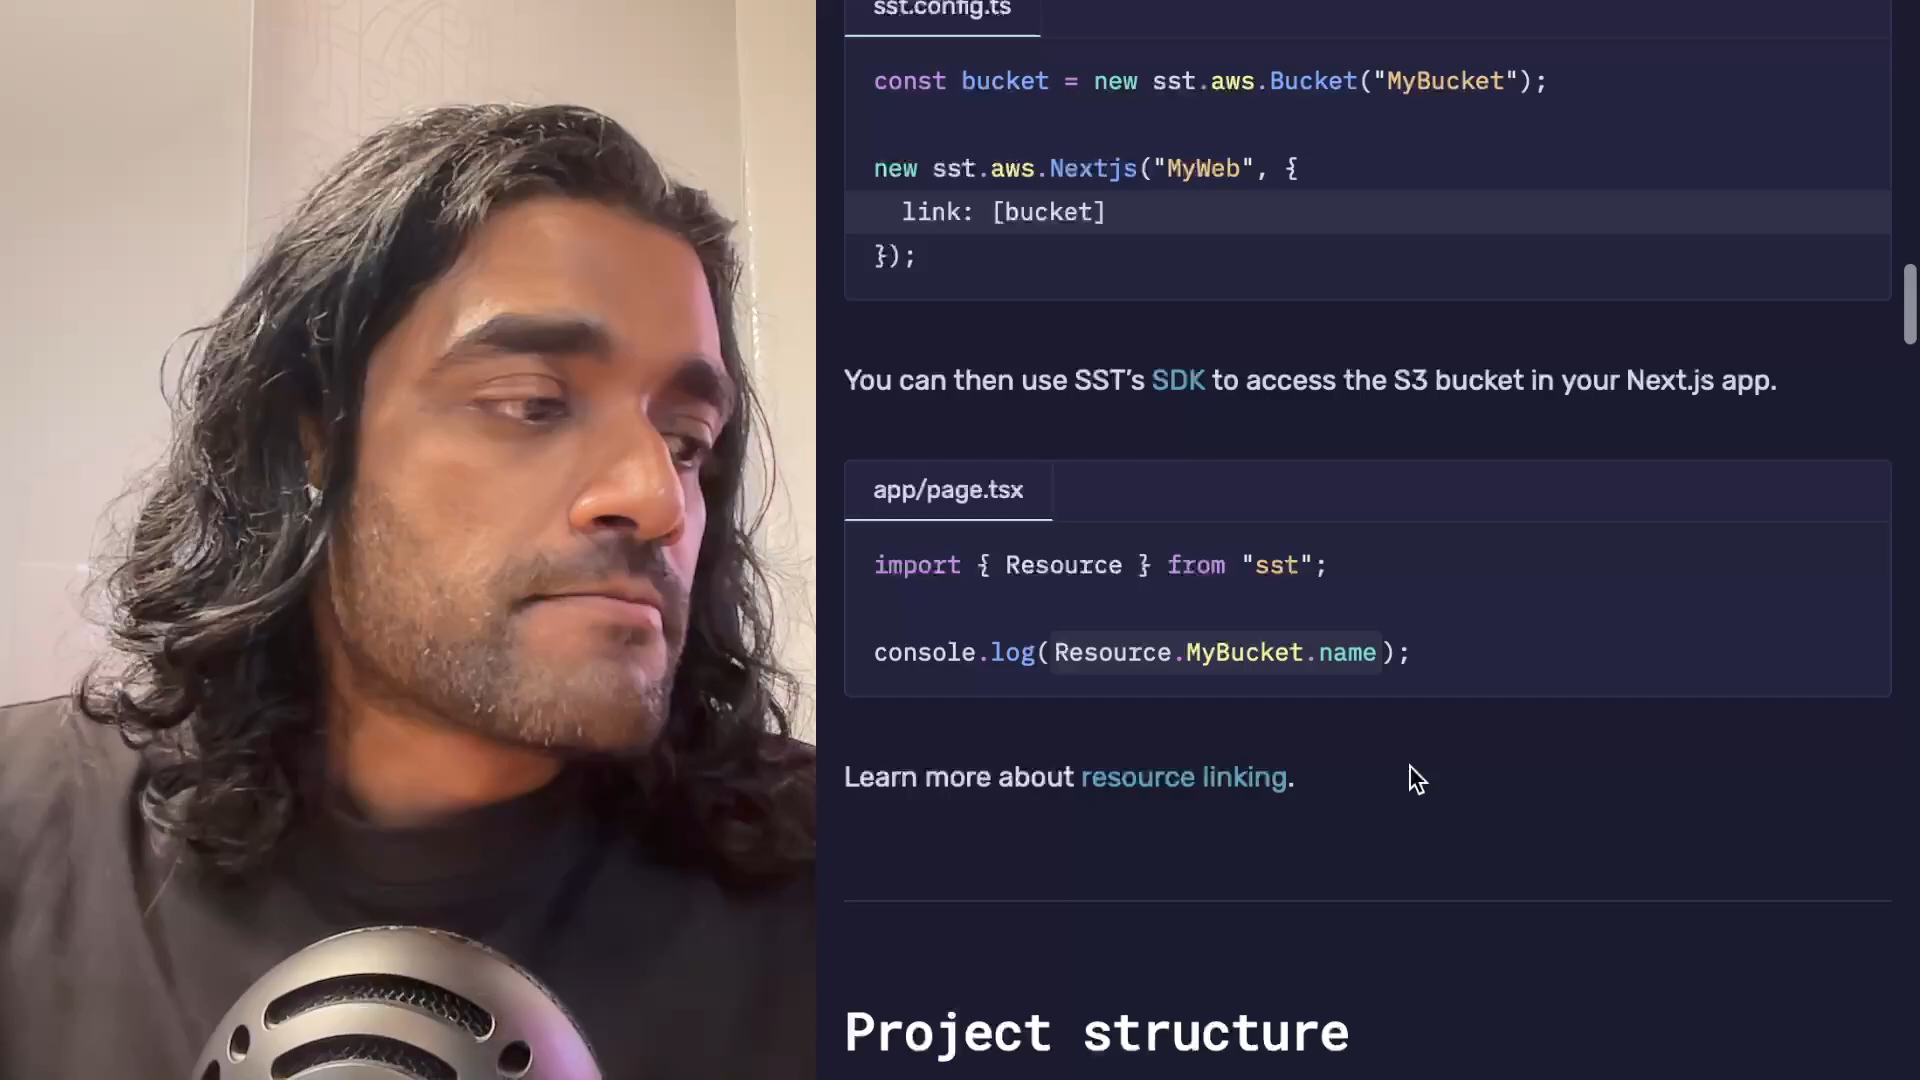 sst.config.ts
const bucket = new sst.aws.Bucket("MyBucket");
new sst.aws.Nextjs("MyWeb", {
link: [bucket]
});
You can then use SST's SDK to access the S3 bucket in your Next.js app.
app/page.tsx
import { Resource } from "sst";
console.log(Resource.MyBucket.name);
Learn more about resource linking.
Project structure